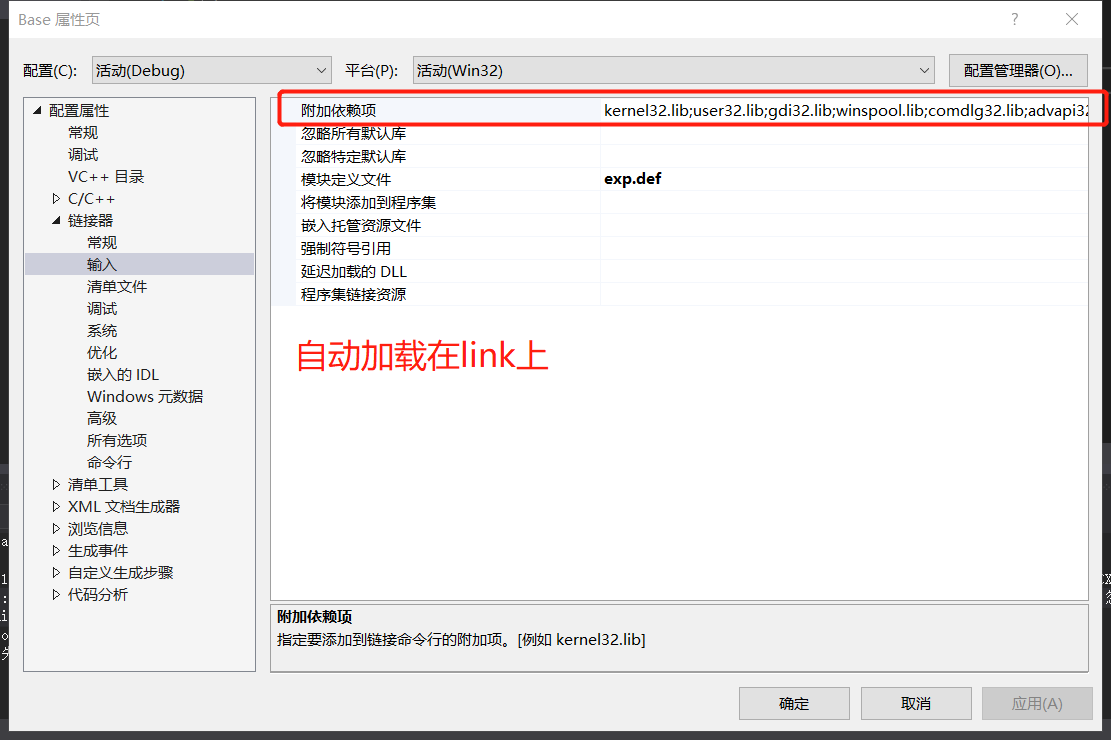 Base 属性页
配置(C): 活动(Debug) 平台(P): 活动(Win32) 配置管理器(O)...
配置属性
常规
调试
VC++ 目录
C/C++
链接器
常规
输入
清单文件
调试
系统
优化
嵌入的 IDL
Windows 元数据
高级
所有选项
命令行
清单工具
XML 文档生成器
浏览信息
生成事件
自定义生成步骤
代码分析
附加依赖项 kernel32.lib;user32.lib;gdi32.lib;winspool.lib;comdlg32.lib;advapi32
忽略所有默认库
忽略特定默认库
模块定义文件 exp.def
将模块添加到程序集
嵌入托管资源文件
强制符号引用
延迟加载的 DLL
程序集链接资源
自动加载在link上
附加依赖项
指定要添加到链接命令行的附加项。[例如 kernel32.lib]
确定 取消 应用(A)